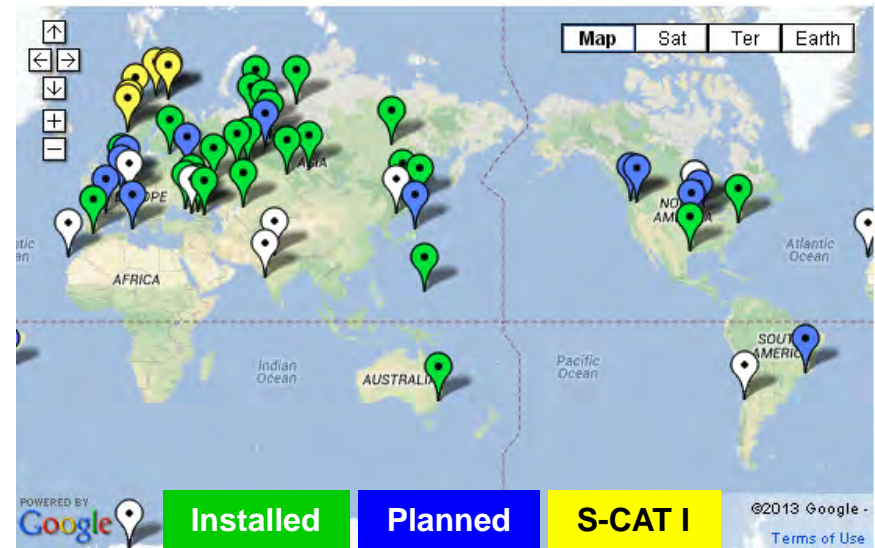 Map Sat Ter Earth
ASIA
EUROPE
NORTH AMERICA
Atlantic Ocean
AFRICA
Indian Ocean
AUSTRALIA
Pacific Ocean
SOUTH AMERICA
POWERED BY
Google
Installed Planned S-CAT I
©2013 Google -
Terms of Use